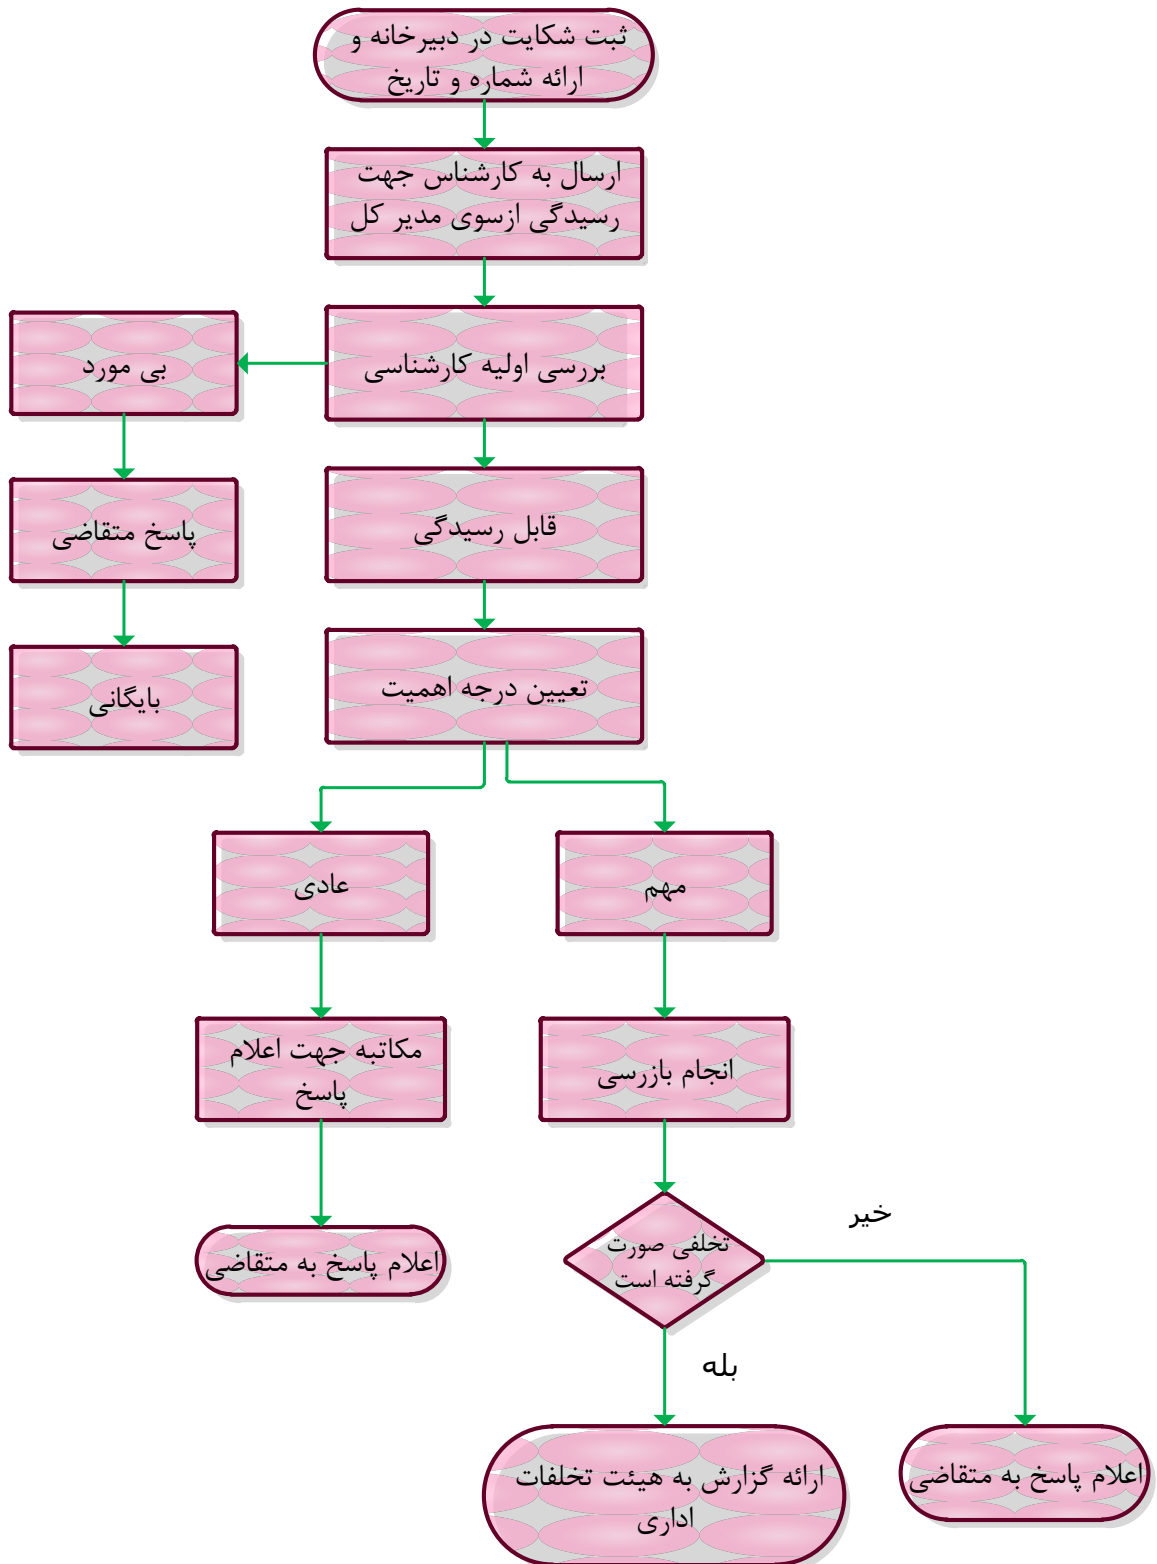 ثبت شکایت در دبیرخانه و
ارائه شماره و تاریخ
ارسال به کارشناس جهت
رسیدگی ازسوی مدیر کل
بررسی اولیه کارشناسی
بی مورد
قابل رسیدگی
پاسخ متقاضی
تعیین درجه اهمیت
بایگانی
مهم
عادی
انجام بازرسی
مکاتبه جهت اعلام
پاسخ
خیر
تخلفی صورت
گرفته است
اعلام پاسخ به متقاضی
بله
اعلام پاسخ به متقاضی
ارائه گزارش به هیئت تخلفات
اداری